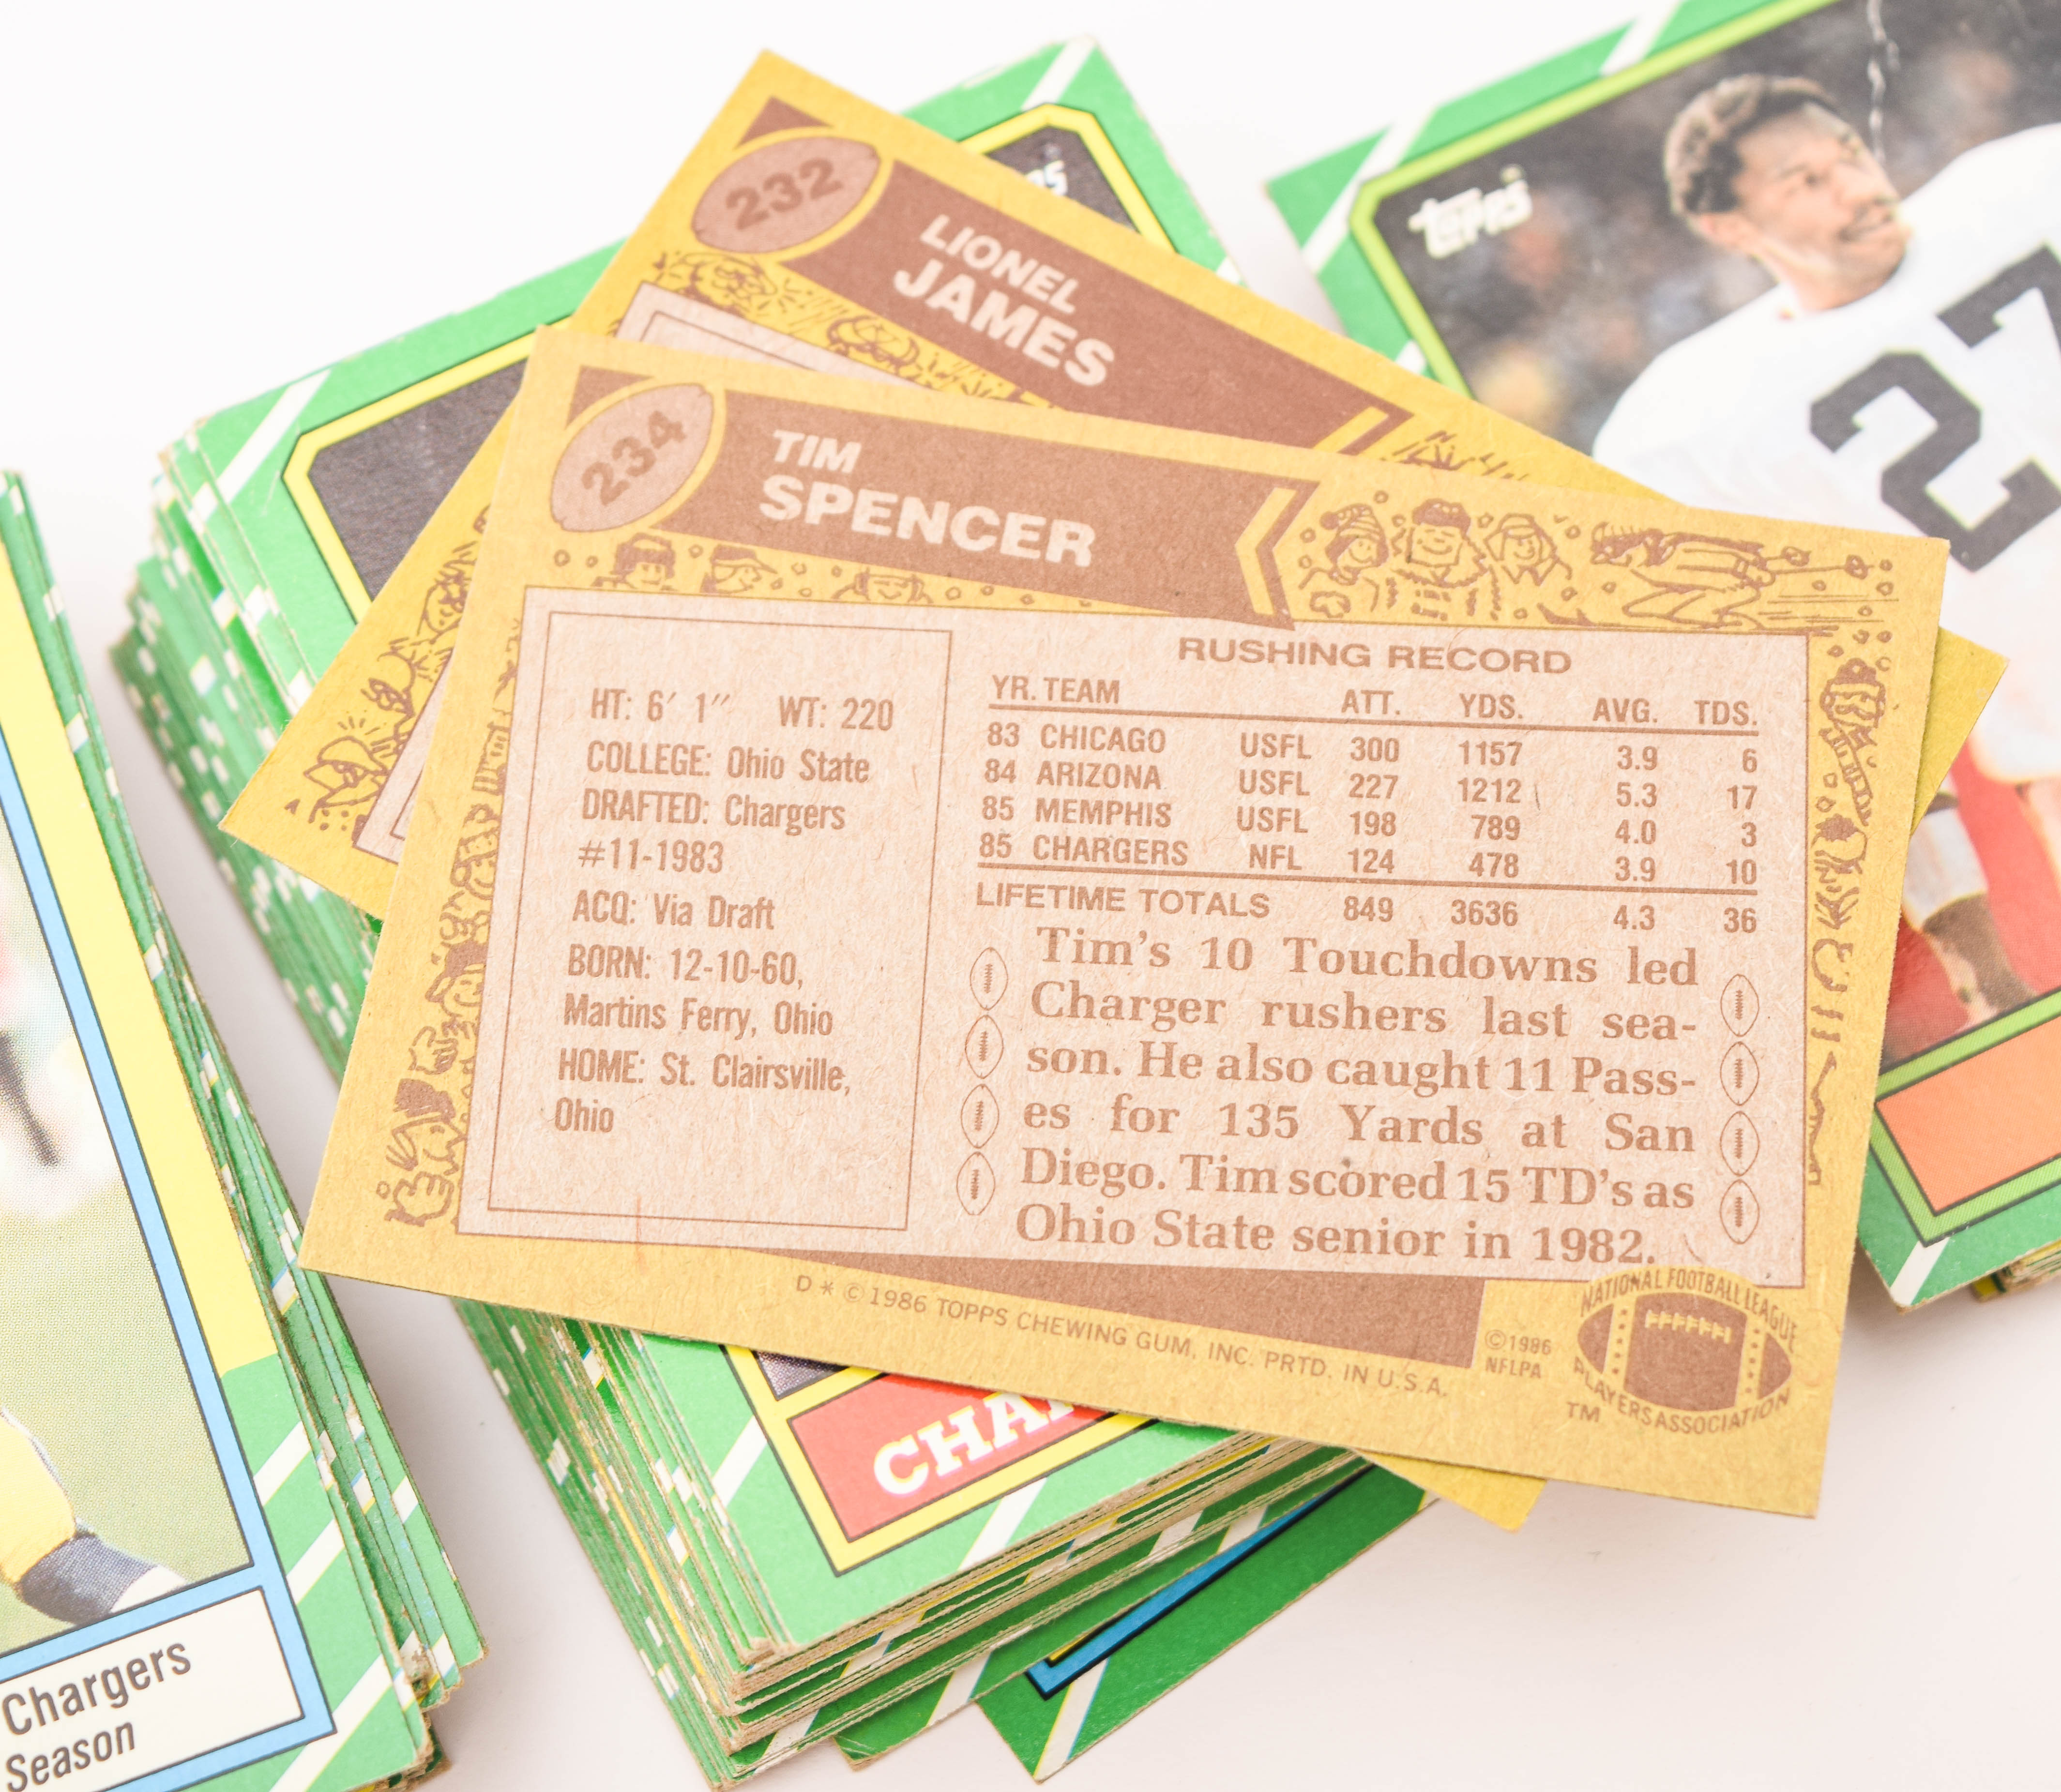 232
LIONEL
JAMES
TOPPS
27
234
TIM
SPENCER
HT: 6′ 1″ WT: 220
COLLEGE: Ohio State
DRAFTED: Chargers
#11-1983
ACQ: Via Draft
BORN: 12-10-60,
Martins Ferry, Ohio
HOME: St. Clairsville,
Ohio
RUSHING RECORD
YR. TEAM ATT. YDS. AVG. TDS.
83 CHICAGO USFL 300 1157 3.9 6
84 ARIZONA USFL 227 1212 5.3 17
85 MEMPHIS USFL 198 789 4.0 3
85 CHARGERS NFL 124 478 3.9 10
LIFETIME TOTALS 849 3636 4.3 36
Tim's 10 Touchdowns led
Charger rushers last sea-
son. He also caught 11 Pass-
es for 135 Yards at San
Diego. Tim scored 15 TD's as
Ohio State senior in 1982.
D * © 1986 TOPPS CHEWING GUM, INC. PRTD. IN U.S.A.
©1986
NFLPA
NATIONAL FOOTBALL LEAGUE
PLAYERS ASSOCIATION
TM
CHA
Chargers
Season